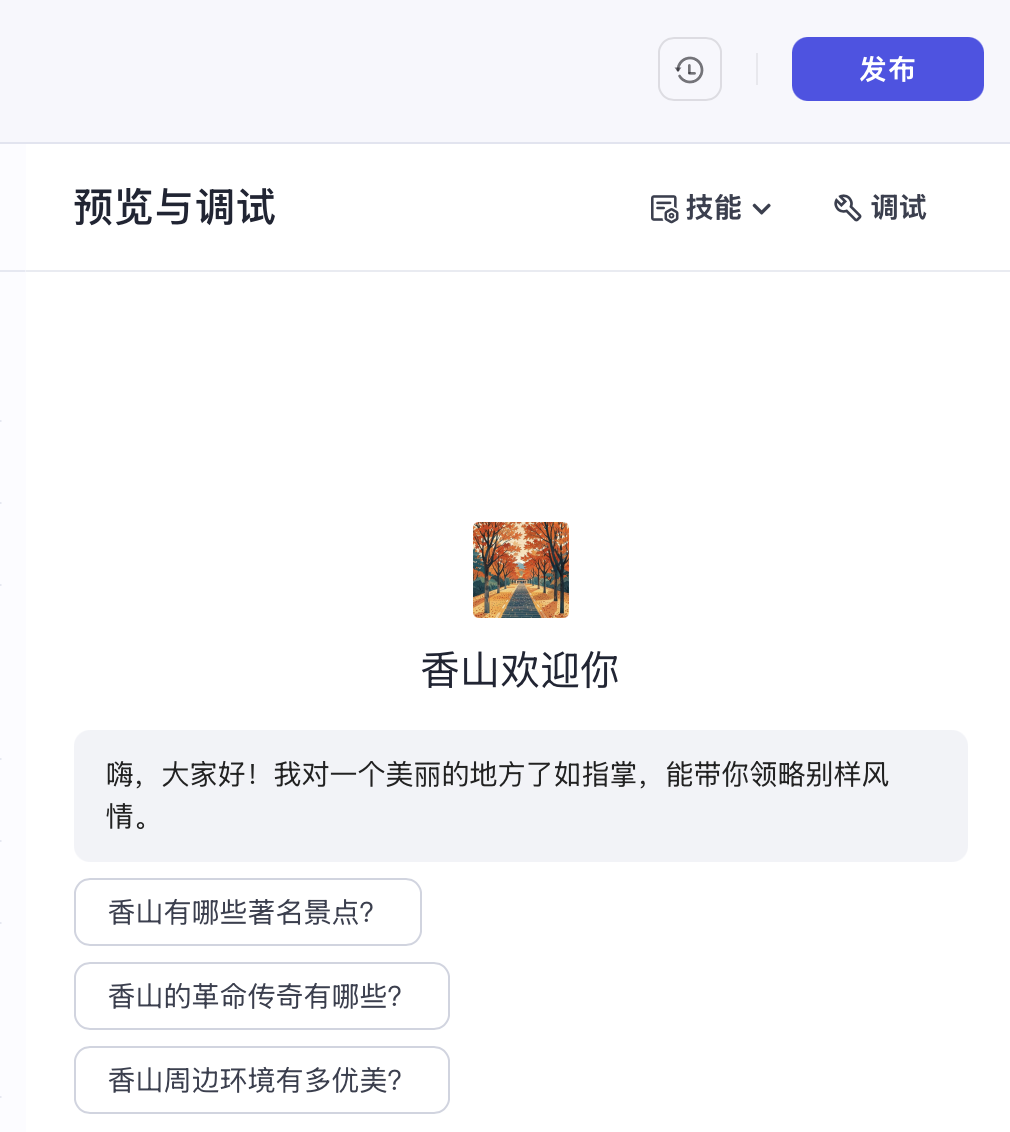 发布
预览与调试
技能
调试
香山欢迎你
嗨，大家好！我对一个美丽的地方了如指掌，能带你领略别样风
情。
香山有哪些著名景点?
香山的革命传奇有哪些?
香山周边环境有多优美?